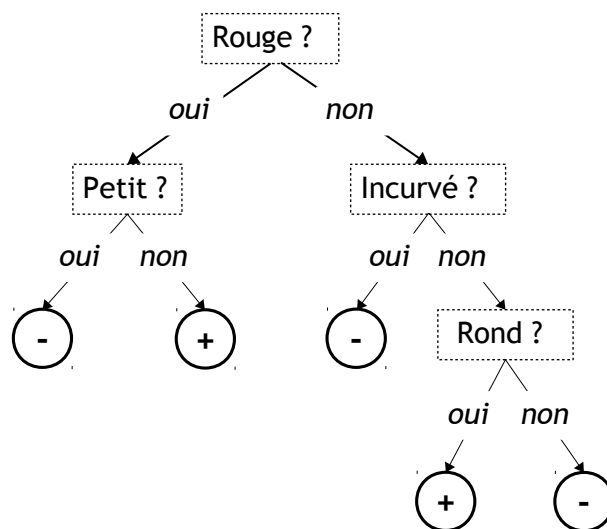 Rouge ?
oui non
Petit ? Incurvé ?
oui non oui non
- + - Rond ?
oui non
+ -